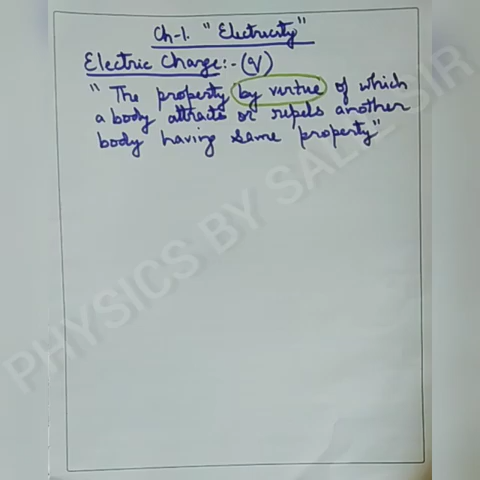 Ch-1. "Electricity"
Electric Charge:-(q)
" The property by virtue of which
a body attracts or repels another
body having same property"
PHYSICS BY SALE SIR